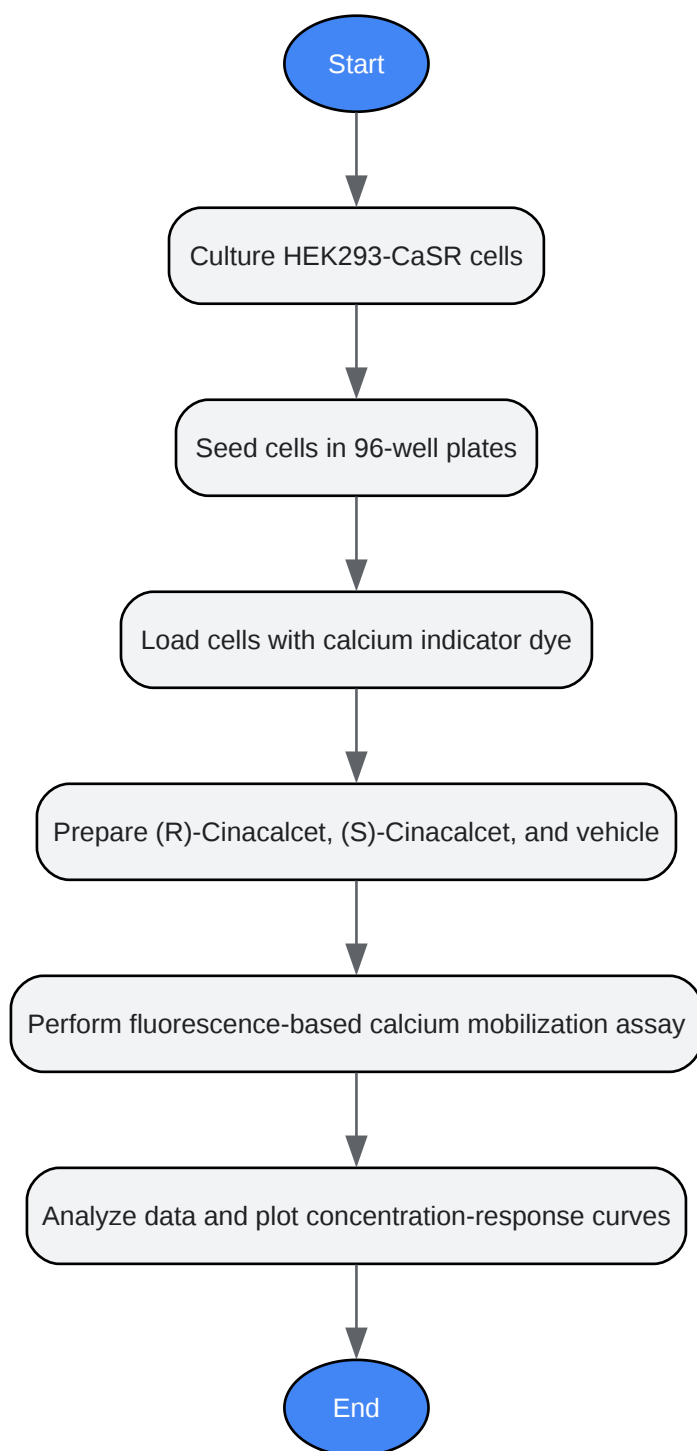 Start
Culture HEK293-CaSR cells
Seed cells in 96-well plates
Load cells with calcium indicator dye
Prepare (R)-Cinacalcet, (S)-Cinacalcet, and vehicle
Perform fluorescence-based calcium mobilization assay
Analyze data and plot concentration-response curves
End